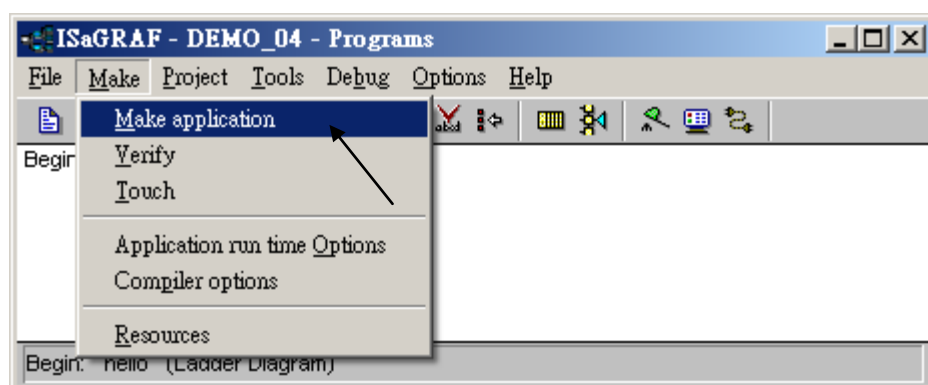 ISaGRAF - DEMO_04 - Programs
File Make Project Tools Debug Options Help
Make application
Verify
Touch
Application run time Options
Compiler options
Resources
Begin: hello (Ladder Diagram)